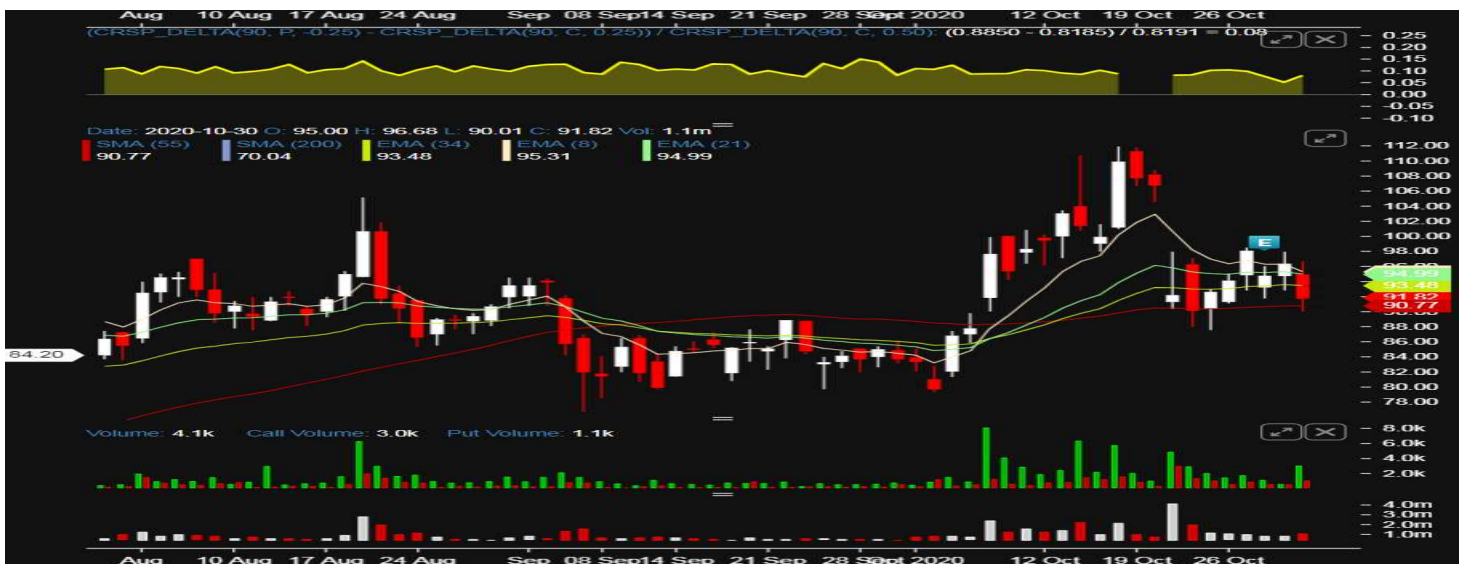 Aug 10 Aug 17 Aug 24 Aug Sep 08 Sep 14 Sep 21 Sep 28 Sep Oct 2020 12 Oct 19 Oct 26 Oct
(CRSP_DELTA(90, P, -0.25) - CRSP_DELTA(90, C, 0.25)) / CRSP_DELTA(90, C, 0.50): (0.8850 - 0.8185) / 0.8191 = 0.08
0.25
0.20
0.15
0.10
0.05
0.00
-0.05
-0.10
Date: 2020-10-30 O: 95.00 H: 96.68 L: 90.01 C: 91.82 Vol: 1.1m
SMA (55) SMA (200) EMA (34) EMA (8) EMA (21)
90.77 70.04 93.48 95.31 94.99
112.00
110.00
108.00
106.00
104.00
102.00
100.00
98.00
E
94.99
93.48
91.82
90.77
88.00
86.00
84.20
84.00
82.00
80.00
78.00
Volume: 4.1k Call Volume: 3.0k Put Volume: 1.1k
8.0k
6.0k
4.0k
2.0k
4.0m
3.0m
2.0m
1.0m
Aug 10 Aug 17 Aug 24 Aug Sep 08 Sep 14 Sep 21 Sep 28 Sep Oct 2020 12 Oct 19 Oct 26 Oct